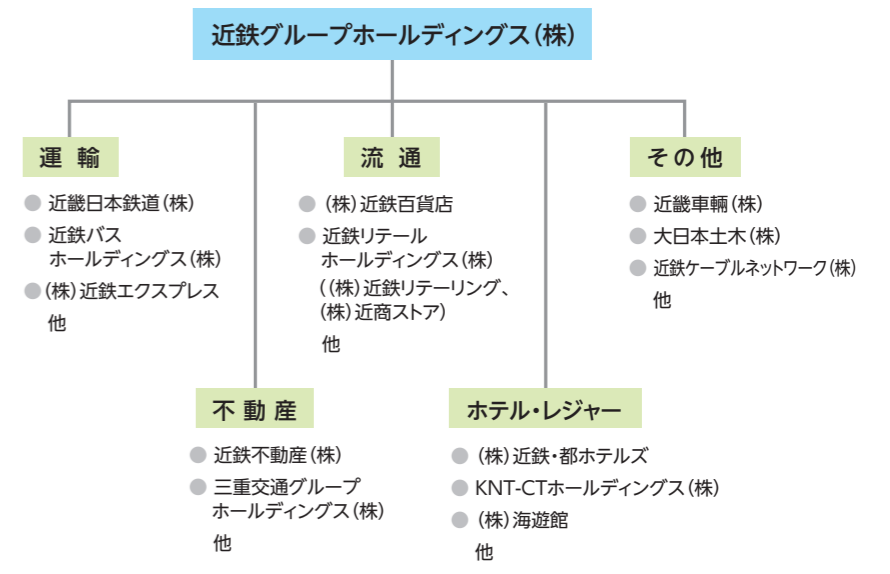 近鉄グループホールディングス(株)
運輸
近畿日本鉄道(株)
近鉄バス
ホールディングス(株)
(株)近鉄エクスプレス
他
流通
(株)近鉄百貨店
近鉄リテール
ホールディングス(株)
((株)近鉄リテーリング、
(株)近商ストア)
他
その他
近畿車輛(株)
大日本土木(株)
近鉄ケーブルネットワーク(株)
他
不動産
近鉄不動産(株)
三重交通グループ
ホールディングス(株)
他
ホテル・レジャー
(株)近鉄・都ホテルズ
KNT-CTホールディングス(株)
(株)海遊館
他